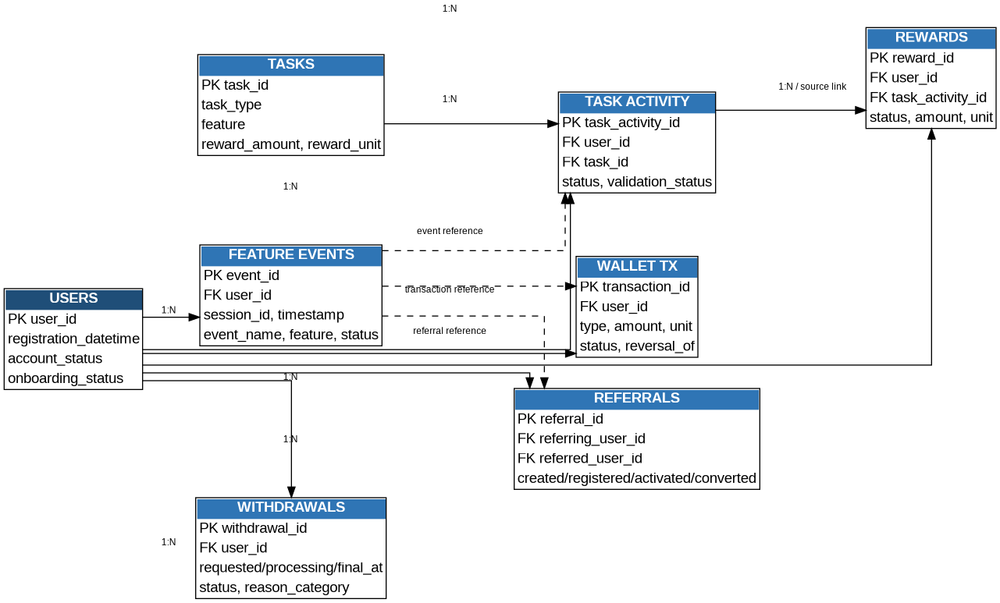 1:N
REWARDS
PK reward_id
FK user_id
FK task_activity_id
status, amount, unit
TASKS
PK task_id
task_type
feature
reward_amount, reward_unit
1:N
1:N / source link
TASK ACTIVITY
PK task_activity_id
FK user_id
FK task_id
status, validation_status
1:N
event reference
FEATURE EVENTS
PK event_id
FK user_id
session_id, timestamp
event_name, feature, status
transaction reference
referral reference
WALLET TX
PK transaction_id
FK user_id
type, amount, unit
status, reversal_of
USERS
PK user_id
registration_datetime
account_status
onboarding_status
1:N
1:N
REFERRALS
PK referral_id
FK referring_user_id
FK referred_user_id
created/registered/activated/converted
1:N
WITHDRAWALS
PK withdrawal_id
FK user_id
requested/processing/final_at
status, reason_category
1:N